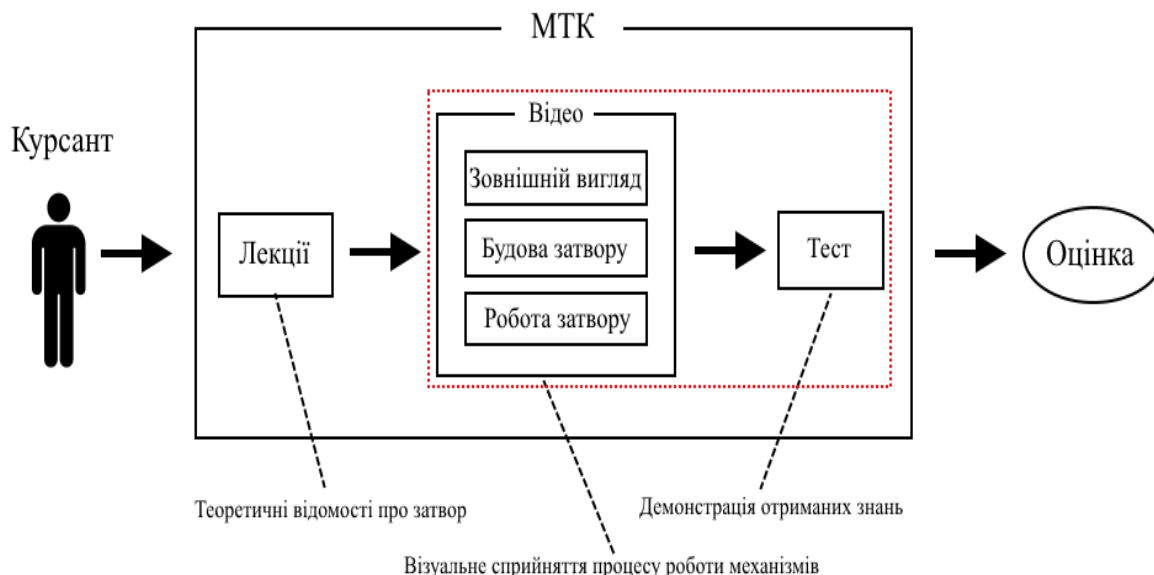 МТК
Курсант
Відео
Зовнішній вигляд
Будова затвору
Робота затвору
Лекції
Тест
Оцінка
Теоретичні відомості про затвор
Демонстрація отриманих знань
Візуальне сприйняття процесу роботи механізмів